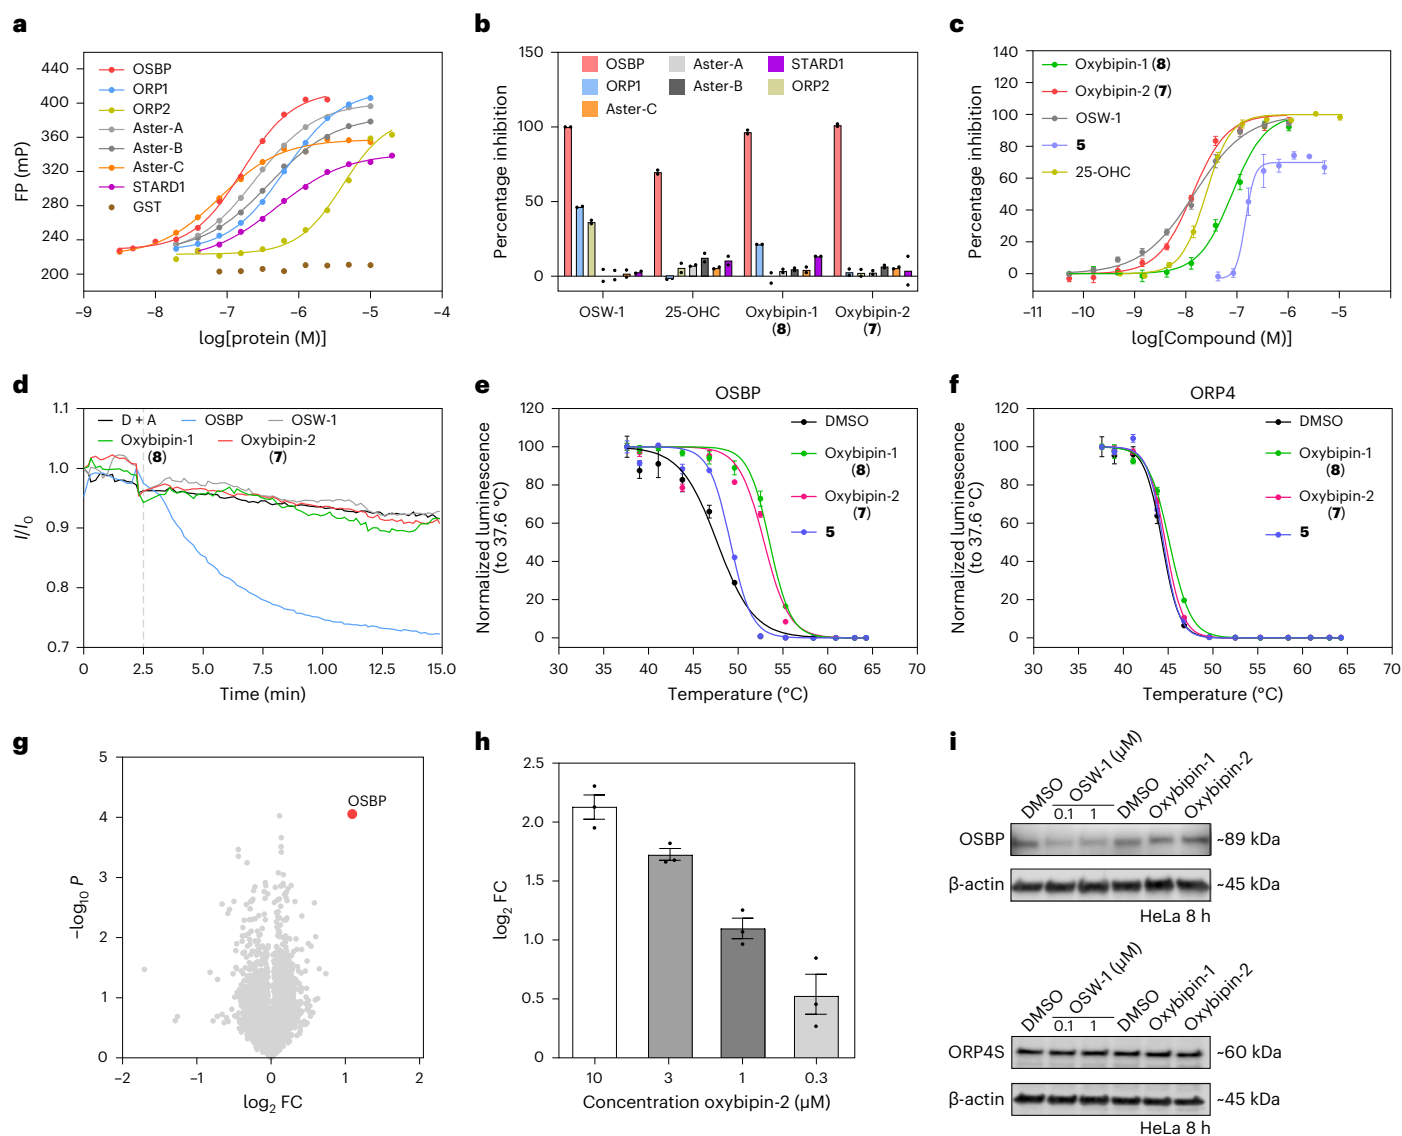 a
440
400
360
320
280
240
200
FP (mP)
OSBP
ORP1
ORP2
Aster-A
Aster-B
Aster-C
STARD1
GST
−9 −8 −7 −6 −5 −4
log[protein (M)]
b
150
100
50
0
Percentage inhibition
OSBP Aster-A STARD1
ORP1 Aster-B ORP2
Aster-C
OSW-1 25-OHC Oxybipin-1 Oxybipin-2
(8) (7)
c
140
120
100
80
60
40
20
0
Percentage inhibition
Oxybipin-1 (8)
Oxybipin-2 (7)
OSW-1
5
25-OHC
−11 −10 −9 −8 −7 −6 −5
log[Compound (M)]
d
1.1
1.0
0.9
0.8
0.7
I/I0
D + A OSBP OSW-1
Oxybipin-1 Oxybipin-2
(8) (7)
0 2.5 5.0 7.5 1.00 12.5 15.0
Time (min)
e
OSBP
120
100
80
60
40
20
0
Normalized luminescence
(to 37.6 °C)
DMSO
Oxybipin-1
(8)
Oxybipin-2
(7)
5
30 35 40 45 50 55 60 65 70
Temperature (°C)
f
ORP4
120
100
80
60
40
20
0
Normalized luminescence
(to 37.6 °C)
DMSO
Oxybipin-1
(8)
Oxybipin-2
(7)
5
30 35 40 45 50 55 60 65 70
Temperature (°C)
g
5
4
3
2
1
0
−log10 P
OSBP
−2 −1 0 1 2
log2 FC
h
2.5
2.0
1.5
1.0
0.5
0
log2 FC
10 3 1 0.3
Concentration oxybipin-2 (µM)
i
DMSO OSW-1 (µM) DMSO Oxybipin-1 Oxybipin-2
0.1 1
OSBP ~89 kDa
β-actin ~45 kDa
HeLa 8 h
DMSO OSW-1 (µM) DMSO Oxybipin-1 Oxybipin-2
0.1 1
ORP4S ~60 kDa
β-actin ~45 kDa
HeLa 8 h